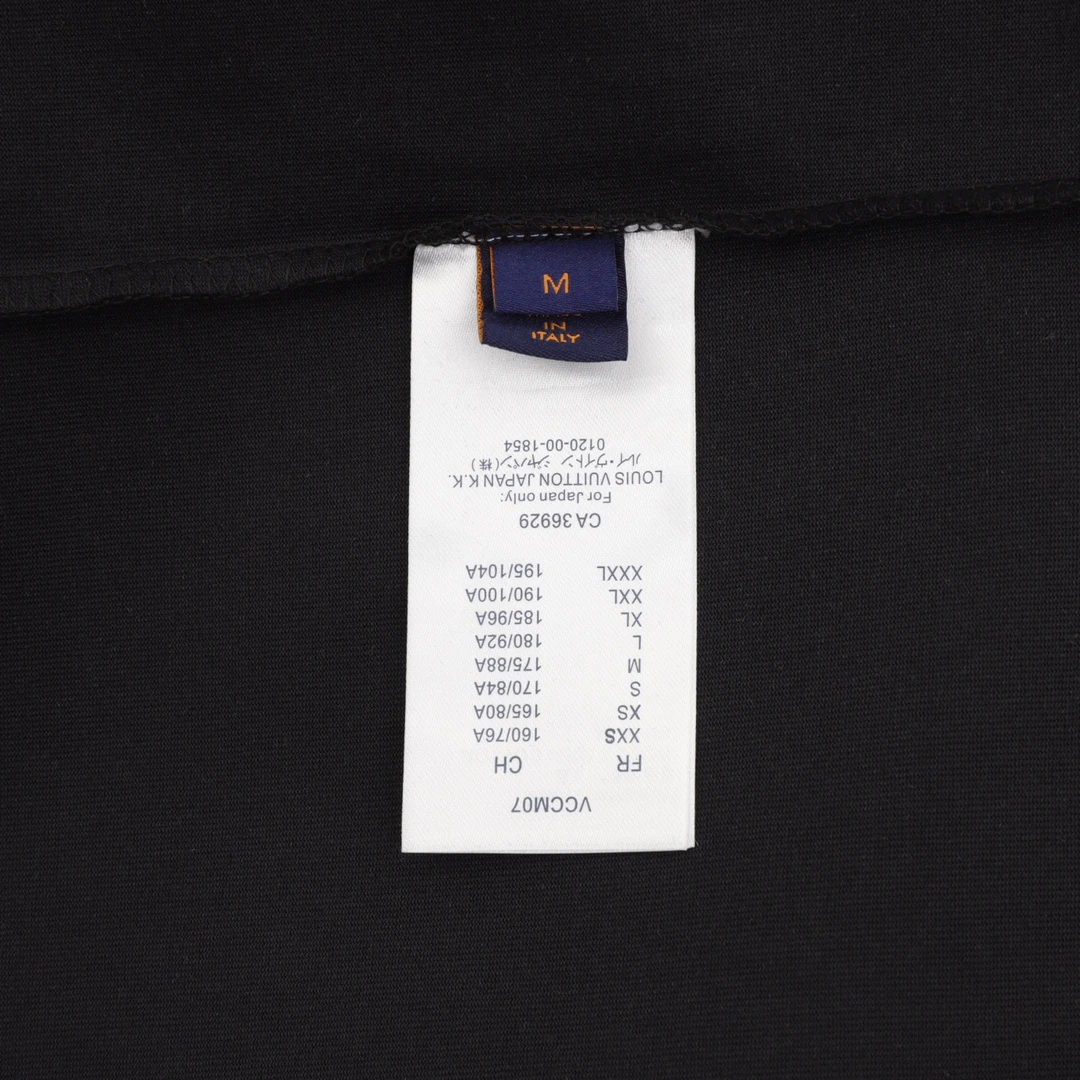 M
IN
ITALY
VCCM07
FR CH
XXS 160/76A
XS 165/80A
S 170/84A
M 175/88A
L 180/92A
XL 185/96A
XXL 190/100A
XXXL 195/104A
CA 36929
For Japan only:
LOUIS VUITTON JAPAN K.K.
ルイ・ヴィトン ジャパン(株)
0120-00-1854